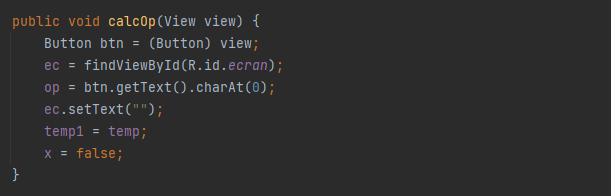 public void calcOp(View view) {
    Button btn = (Button) view;
    ec = findViewById(R.id.ecran);
    op = btn.getText().charAt(0);
    ec.setText("");
    temp1 = temp;
    x = false;
}